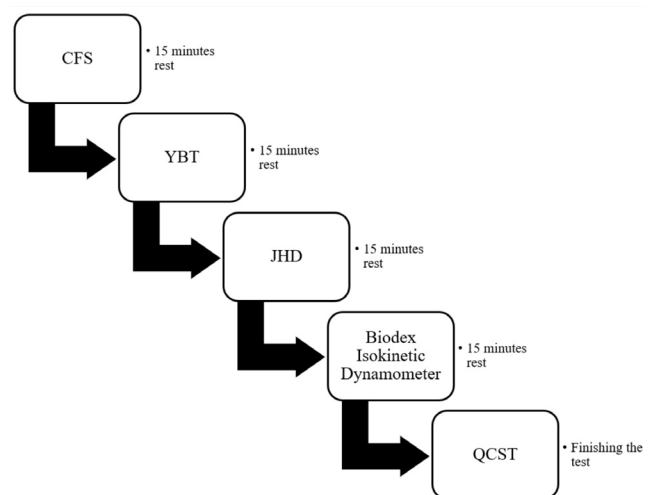 CFS
• 15 minutes
rest
YBT
• 15 minutes
rest
JHD
• 15 minutes
rest
Biodex
Isokinetic
Dynamometer
• 15 minutes
rest
QCST
• Finishing the
test